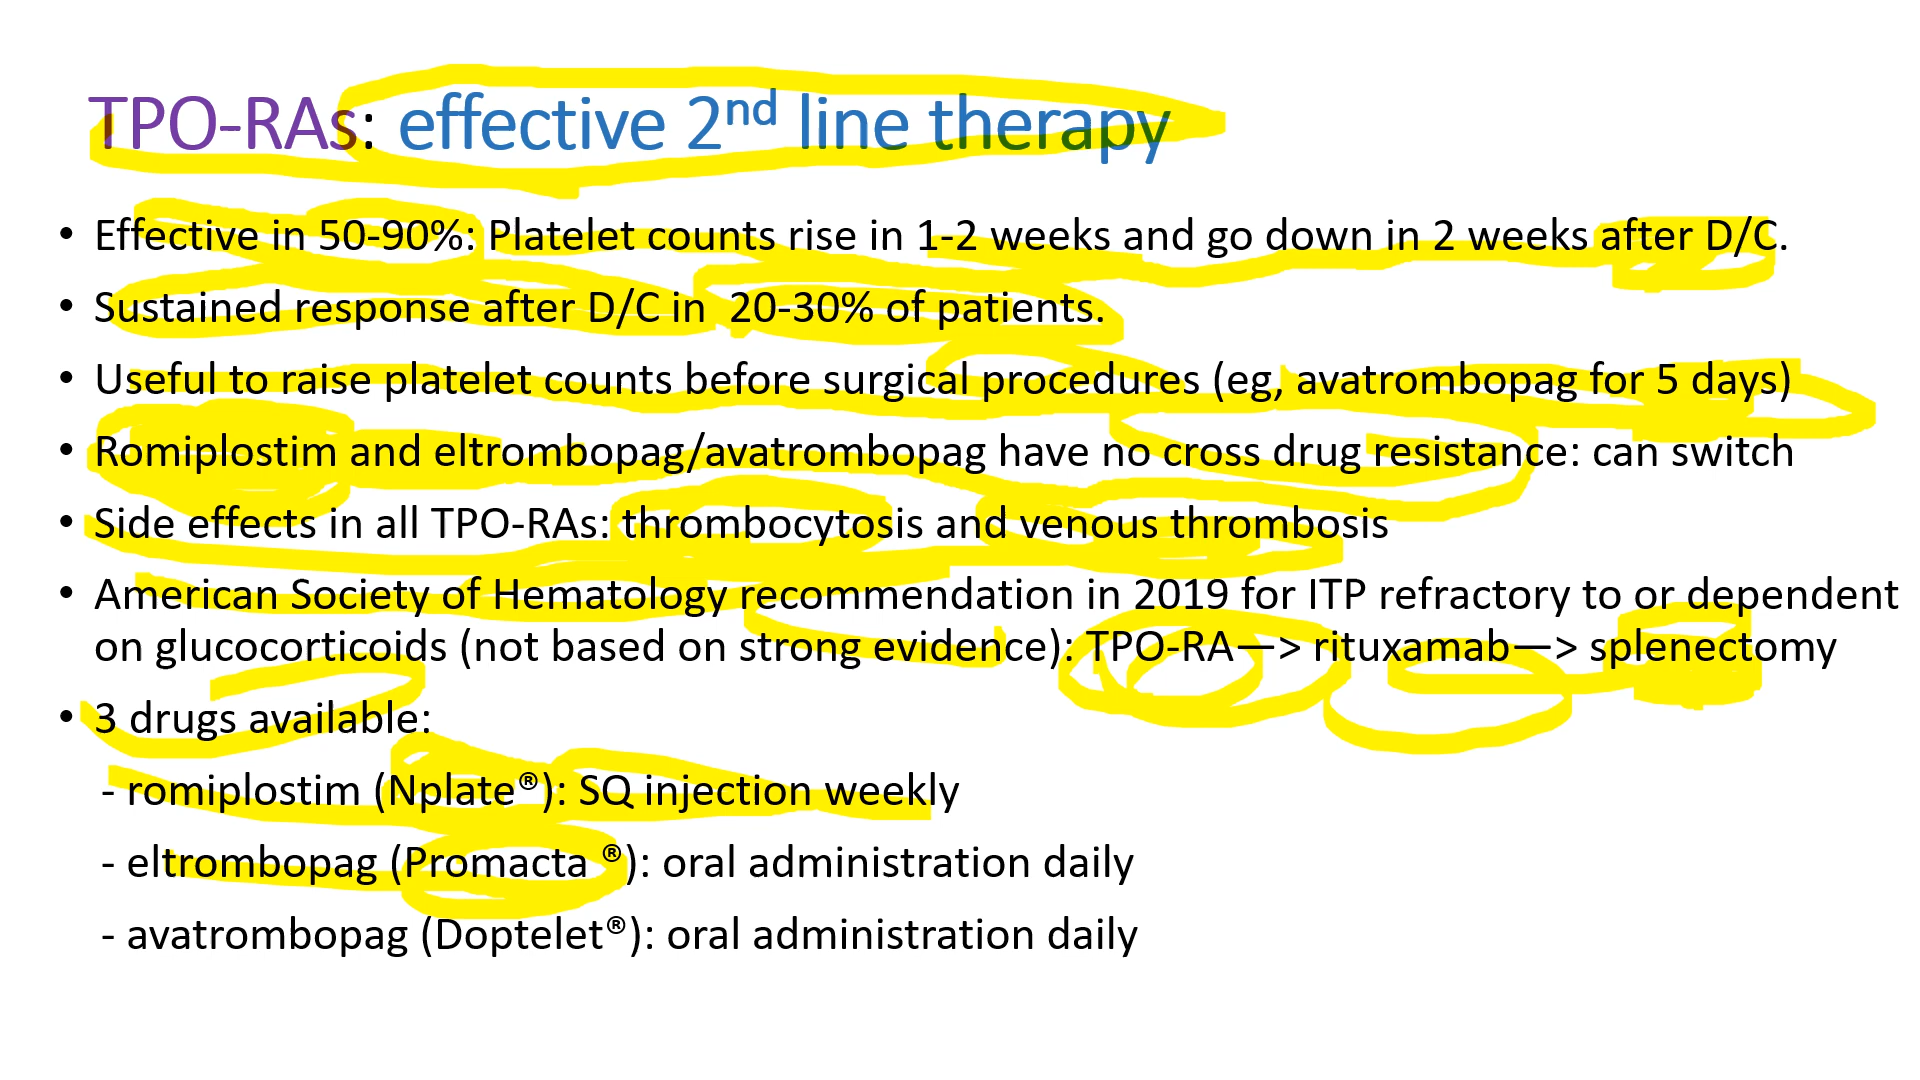 TPO-RAs: effective 2nd line therapy
• Effective in 50-90%: Platelet counts rise in 1-2 weeks and go down in 2 weeks after D/C.
• Sustained response after D/C in 20-30% of patients.
• Useful to raise platelet counts before surgical procedures (eg, avatrombopag for 5 days)
• Romiplostim and eltrombopag/avatrombopag have no cross drug resistance: can switch
• Side effects in all TPO-RAs: thrombocytosis and venous thrombosis
• American Society of Hematology recommendation in 2019 for ITP refractory to or dependent
on glucocorticoids (not based on strong evidence): TPO-RA—> rituxamab—> splenectomy
• 3 drugs available:
- romiplostim (Nplate®): SQ injection weekly
- eltrombopag (Promacta ®): oral administration daily
- avatrombopag (Doptelet®): oral administration daily